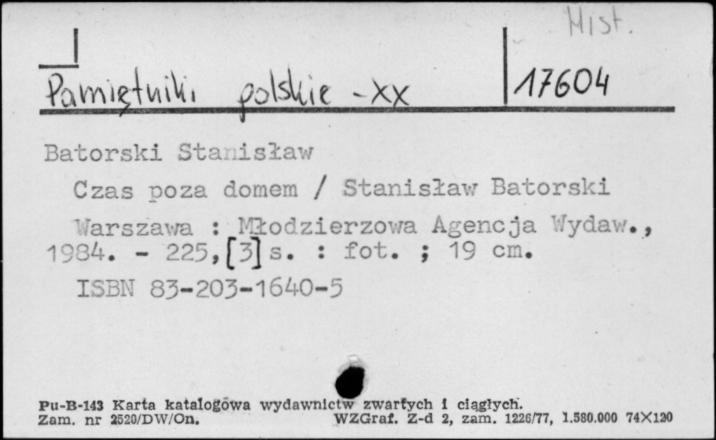 Hist.
Pamiętniki polskie - XX 17604
Batorski Stanisław
Czas poza domem / Stanisław Batorski
Warszawa : Młodzierzowa Agencja Wydaw.,
1984. - 225,[3]s. : fot. ; 19 cm.
ISBN 83-203-1640-5
Pu-B-143 Karta katalogowa wydawnictw zwartych i ciągłych.
Zam. nr 2520/DW/On. WZGraf. Z-d 2, zam. 1226/77, 1.580.000 74X120